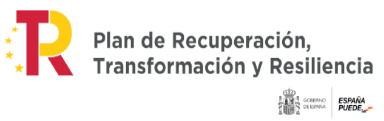 Plan de Recuperación,
Transformación y Resiliencia
GOBIERNO
DE ESPAÑA
ESPAÑA
PUEDE